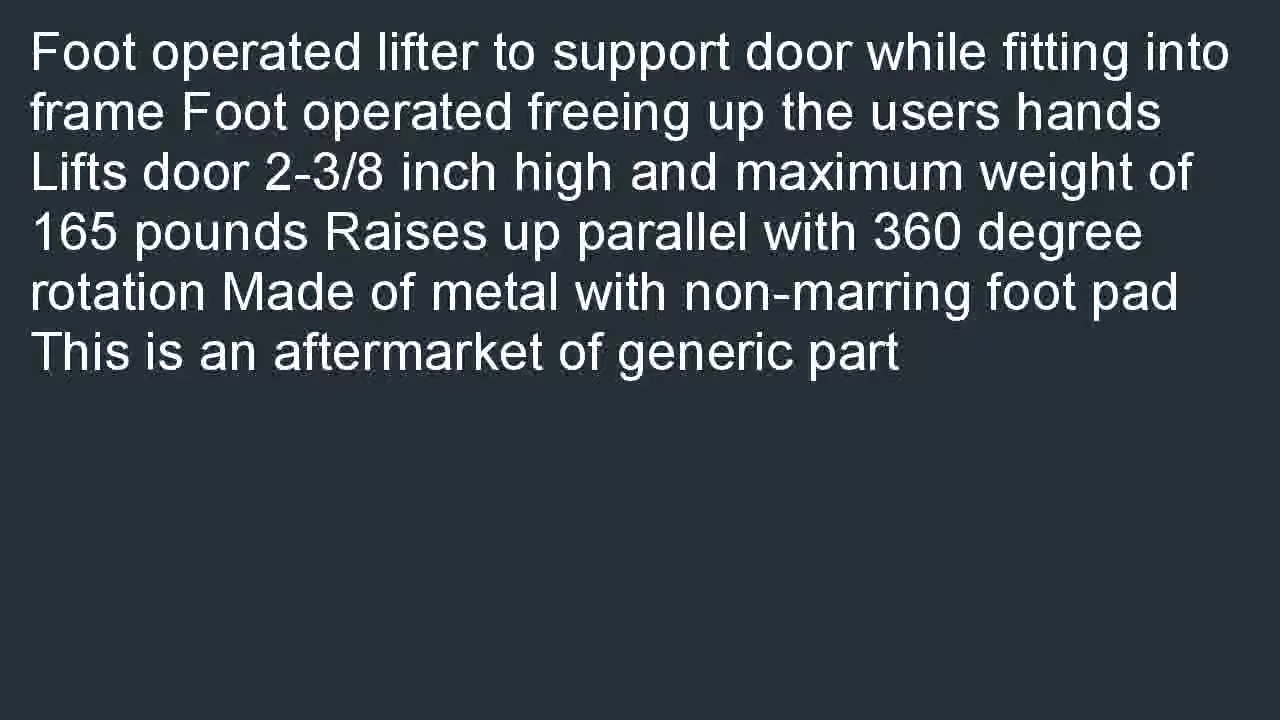 Foot operated lifter to support door while fitting into
frame Foot operated freeing up the users hands
Lifts door 2-3/8 inch high and maximum weight of
165 pounds Raises up parallel with 360 degree
rotation Made of metal with non-marring foot pad
This is an aftermarket of generic part